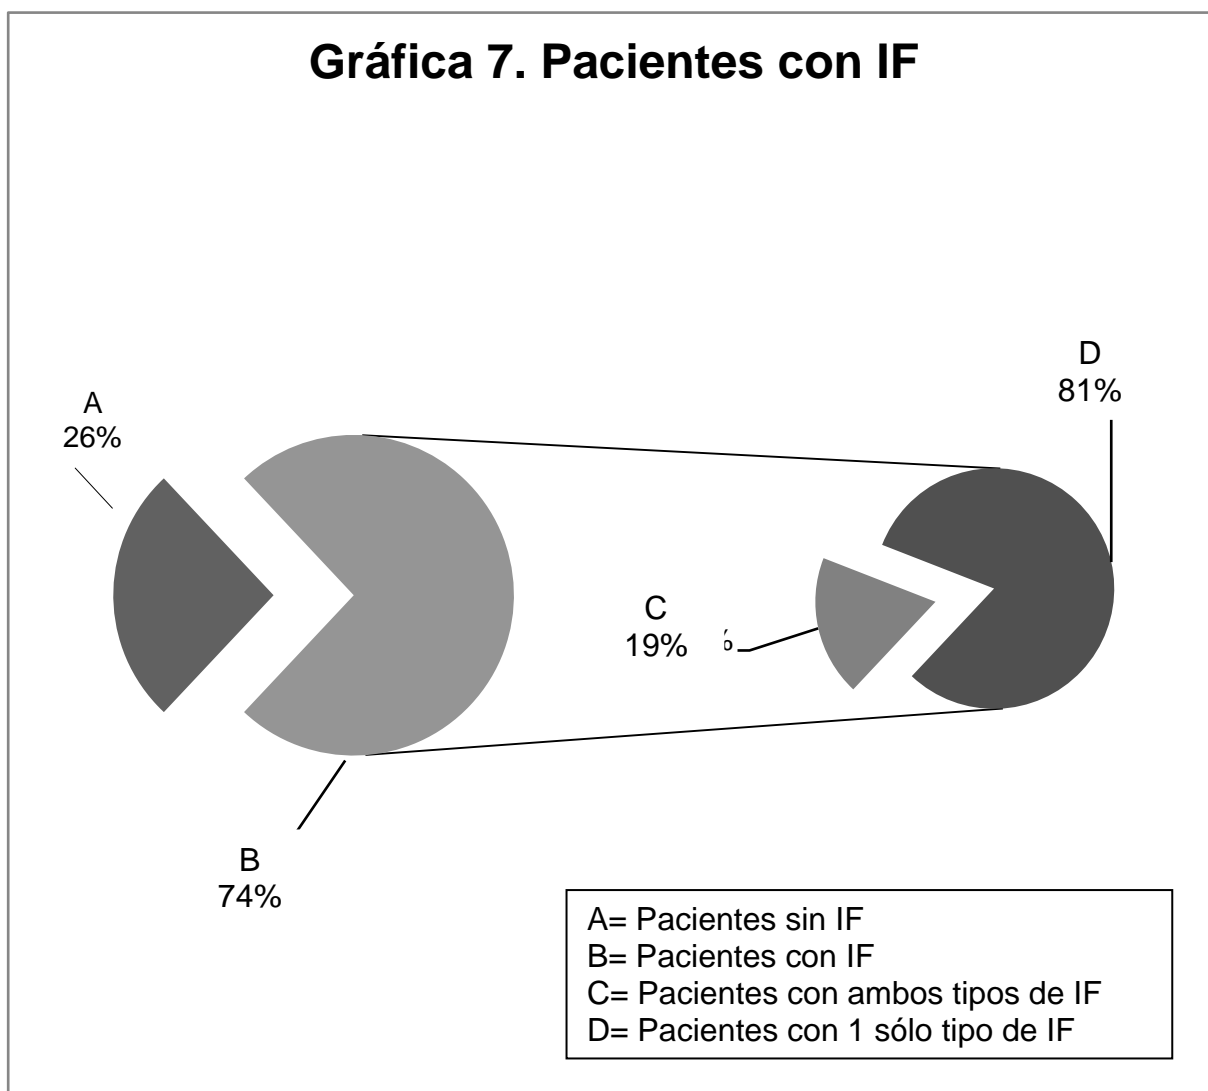 Gráfica 7. Pacientes con IF
D
81%
A
26%
C
19%
%
B
74%
A= Pacientes sin IF
B= Pacientes con IF
C= Pacientes con ambos tipos de IF
D= Pacientes con 1 sólo tipo de IF